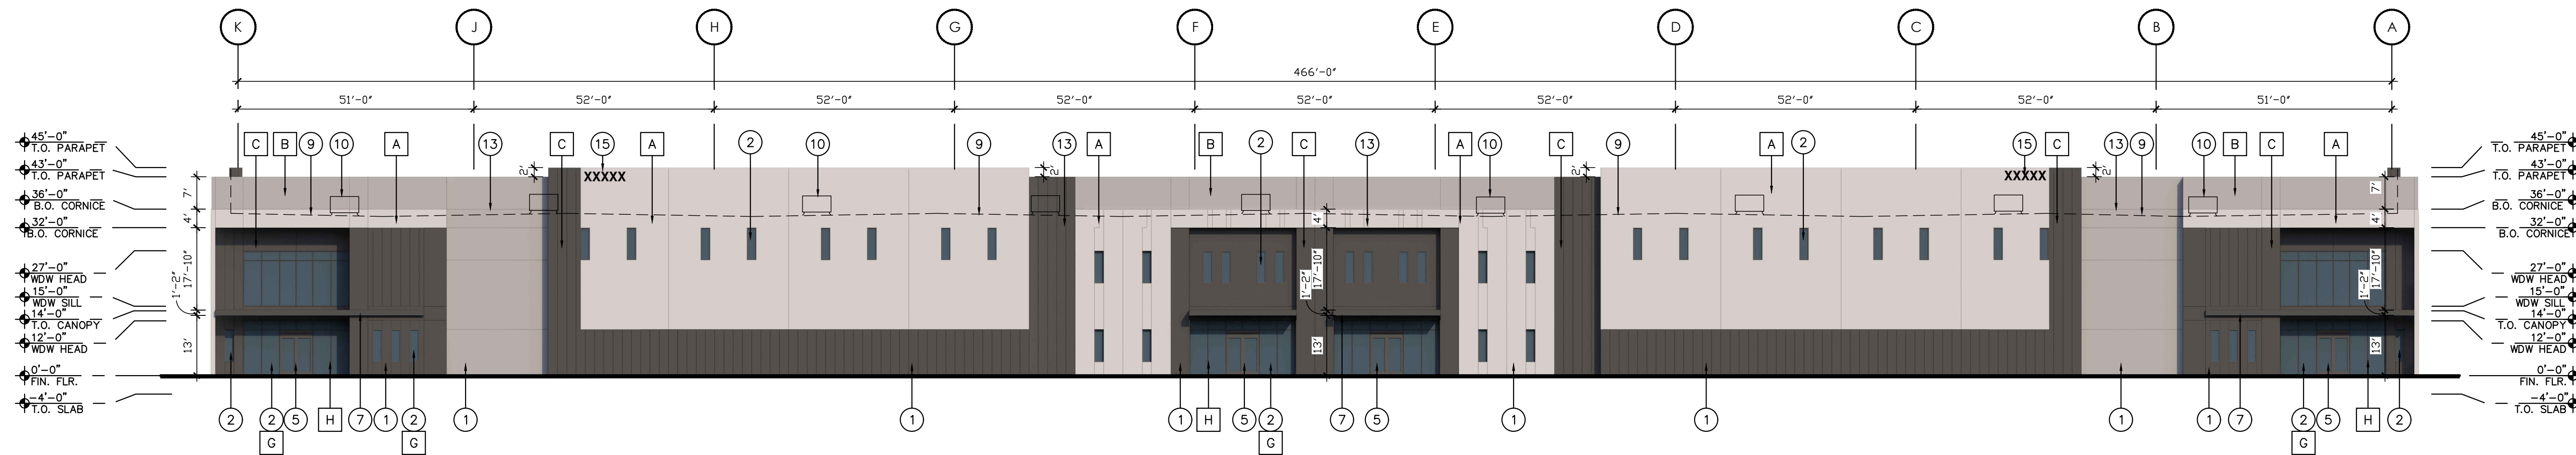 K J H G F E D C B A
466'-0"
51'-0" 52'-0" 52'-0" 52'-0" 52'-0" 52'-0" 52'-0" 52'-0" 51'-0"
45'-0"
T.O. PARAPET
43'-0"
T.O. PARAPET
36'-0"
B.O. CORNICE
32'-0"
B.O. CORNICE
27'-0"
WDW HEAD
15'-0"
WDW SILL
14'-0"
T.O. CANOPY
12'-0"
WDW HEAD
0'-0"
FIN. FLR.
-4'-0"
T.O. SLAB
7'
4'
17'-10"
1'-2"
13'
C B 9 10 A 13 C 15 A 2 10 9 13 A B 2 C 13 A 10 C 9 A 2 15 C 13 9 10 B C A
2'
XXXXX
2'
2'
XXXXX
2'
4'
17'-10"
1'-2"
13'
7'
4'
17'-10"
1'-2"
13'
45'-0"
T.O. PARAPET
43'-0"
T.O. PARAPET
36'-0"
B.O. CORNICE
32'-0"
B.O. CORNICE
27'-0"
WDW HEAD
15'-0"
WDW SILL
14'-0"
T.O. CANOPY
12'-0"
WDW HEAD
0'-0"
FIN. FLR.
-4'-0"
T.O. SLAB
2 2 5 H 7 1 2 1 1 1 H 5 2 7 5 1 1 1 1 7 2 5 H 2
G G G G